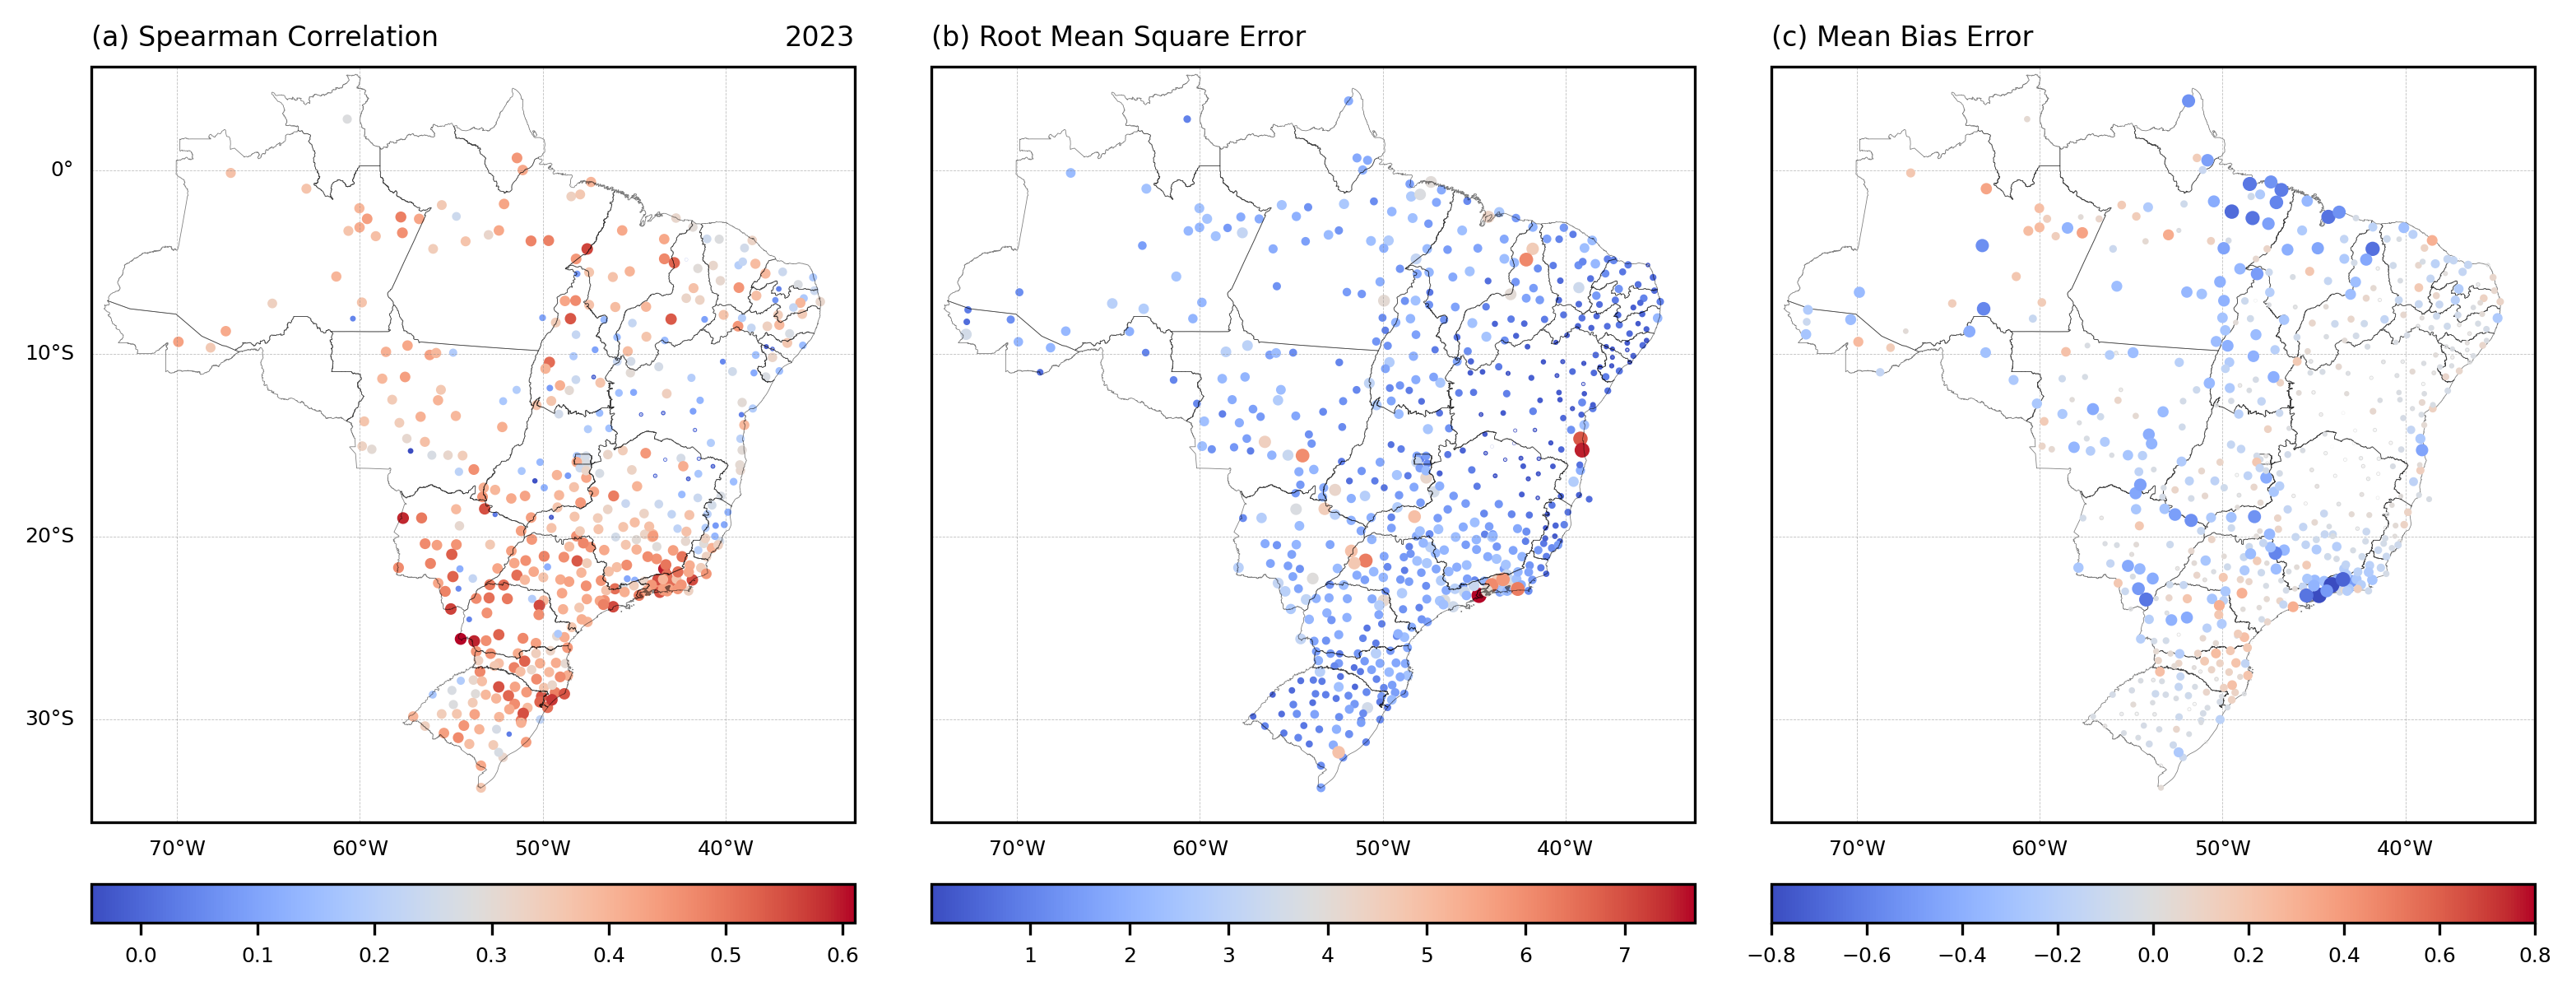 (a) Spearman Correlation 2023 (b) Root Mean Square Error (c) Mean Bias Error
0°
10°S
20°S
30°S
70°W 60°W 50°W 40°W 70°W 60°W 50°W 40°W 70°W 60°W 50°W 40°W
0.0 0.1 0.2 0.3 0.4 0.5 0.6 1 2 3 4 5 6 7 −0.8 −0.6 −0.4 −0.2 0.0 0.2 0.4 0.6 0.8